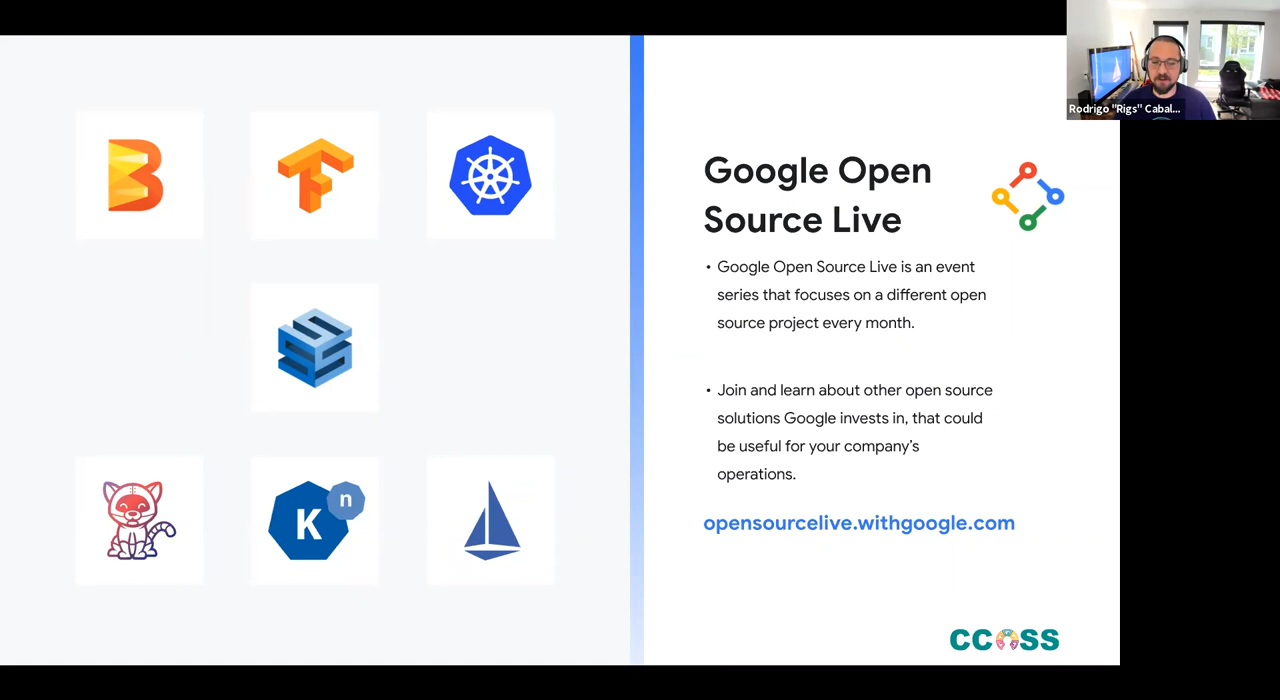 Rodrigo "Rigs" Cabal...
Google Open
Source Live
• Google Open Source Live is an event
series that focuses on a different open
source project every month.
• Join and learn about other open source
solutions Google invests in, that could
be useful for your company's
operations.
opensourcelive.withgoogle.com
K n
CCOSS